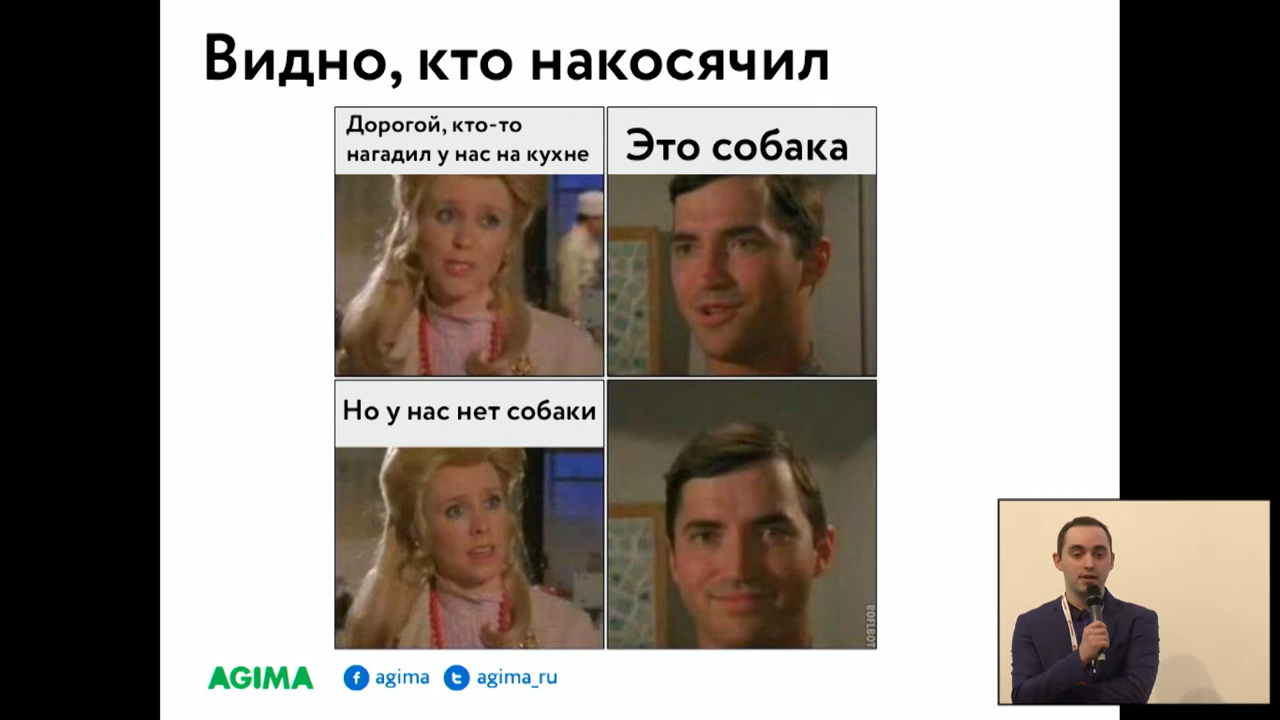 Видно, кто накосячил
Дорогой, кто-то
нагадил у нас на кухне
Это собака
Но у нас нет собаки
ROFLBOT
AGIMA
agima
agima_ru